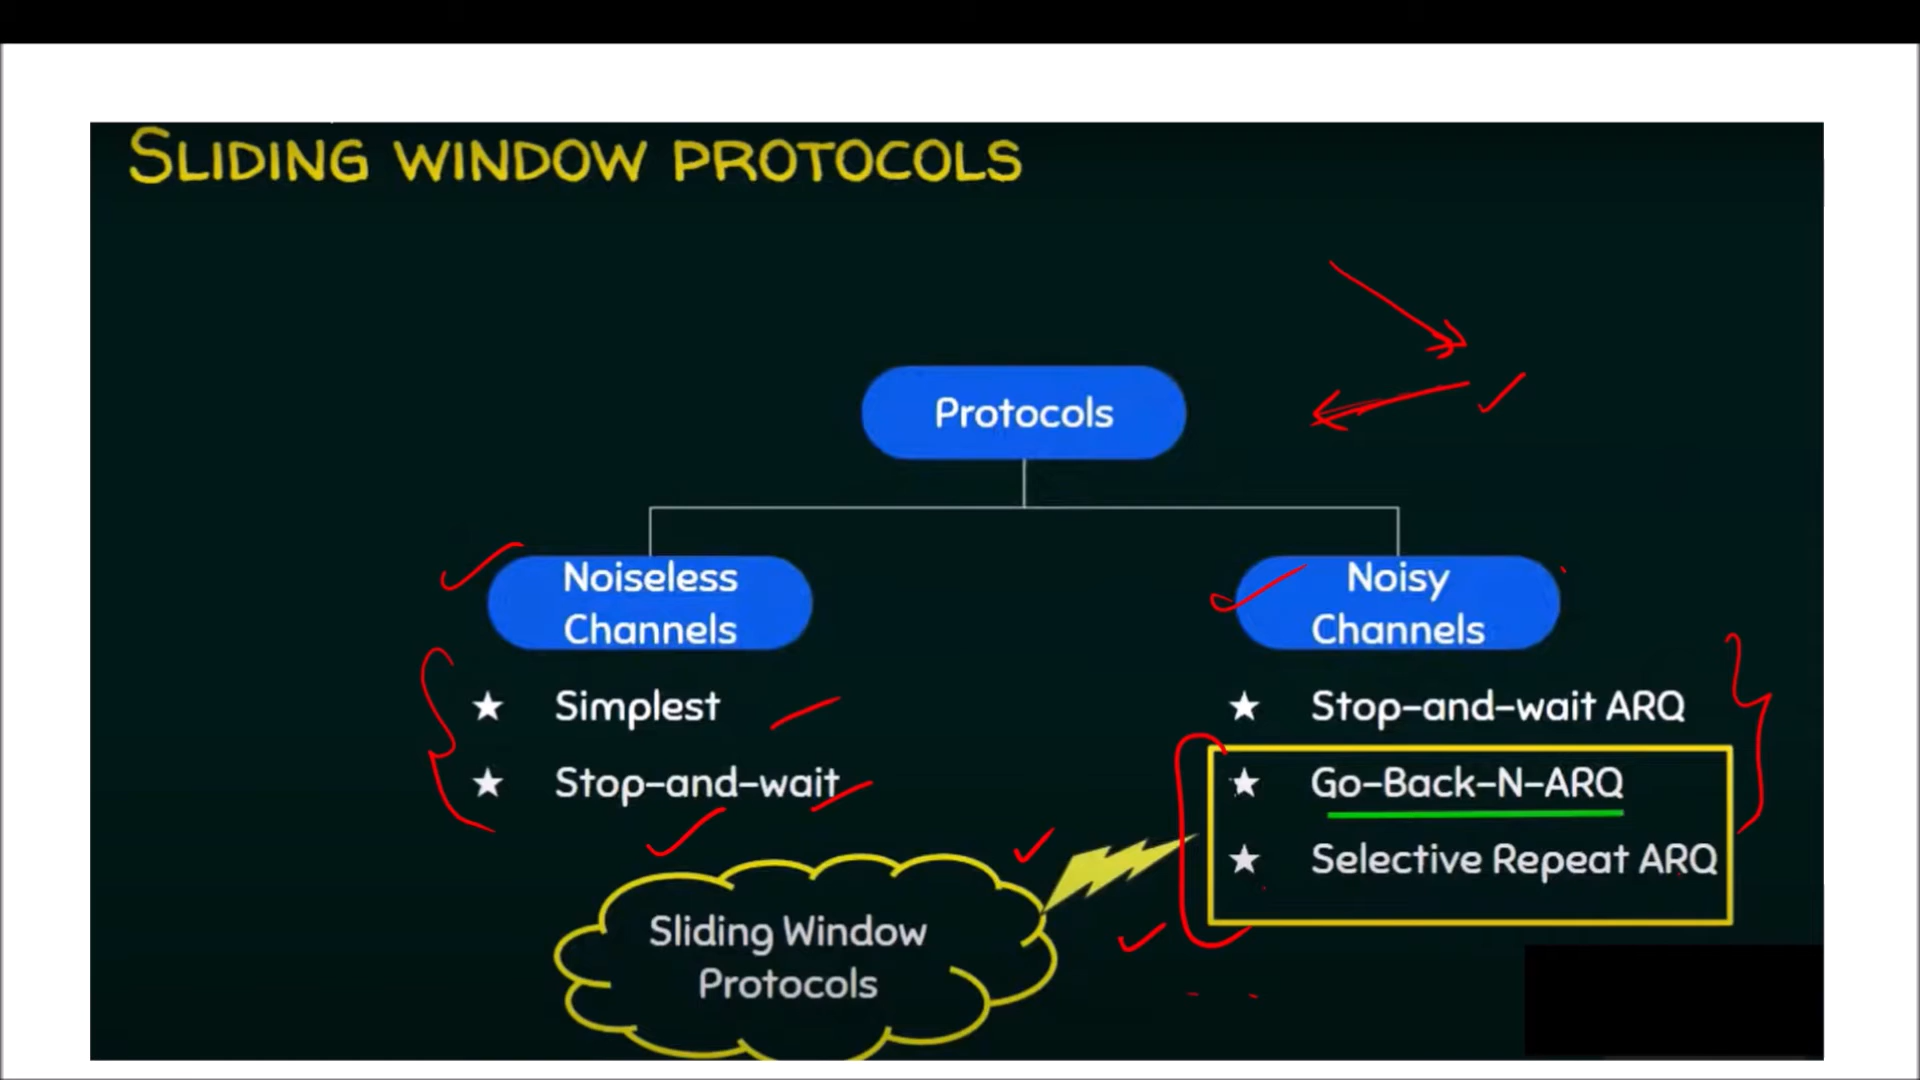 SLIDING WINDOW PROTOCOLS
Protocols
Noiseless
Channels
★ Simplest
★ Stop-and-wait
Noisy
Channels
★ Stop-and-wait ARQ
★ Go-Back-N-ARQ
★ Selective Repeat ARQ
Sliding Window
Protocols